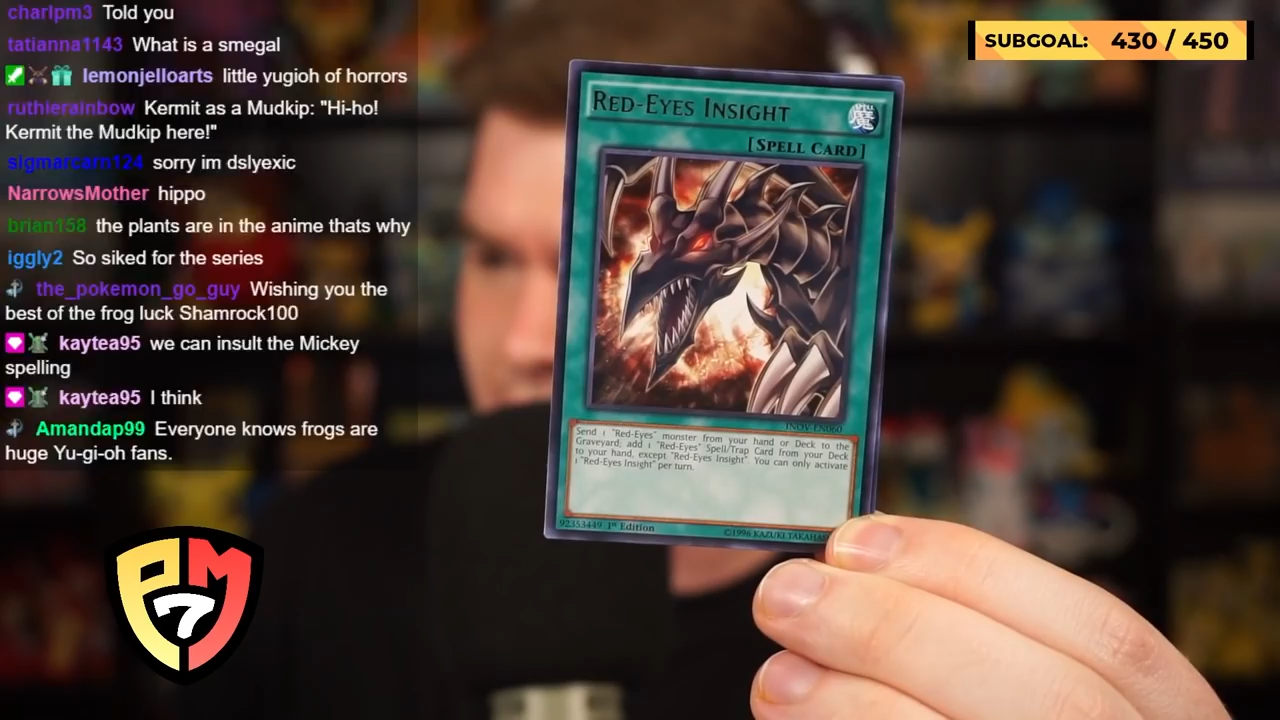 charlpm3 Told you
tatianna1143 What is a smegal
lemonjelloarts little yugioh of horrors
ruthierainbow Kermit as a Mudkip: "Hi-ho!
Kermit the Mudkip here!"
sigmarcarn124 sorry im dslyexic
NarrowsMother hippo
brian158 the plants are in the anime thats why
iggly2 So siked for the series
the_pokemon_go_guy Wishing you the
best of the frog luck Shamrock100
kaytea95 we can insult the Mickey
spelling
kaytea95 I think
Amandap99 Everyone knows frogs are
huge Yu-gi-oh fans.
SUBGOAL: 430 / 450
RED-EYES INSIGHT
魔
[SPELL CARD]
INOV-EN060
Send 1 "Red-Eyes" monster from your hand or Deck to the
Graveyard; add 1 "Red-Eyes" Spell/Trap Card from your Deck
to your hand, except "Red-Eyes Insight". You can only activate
1 "Red-Eyes Insight" per turn.
92353449 1st Edition
©1996 KAZUKI
PM
7